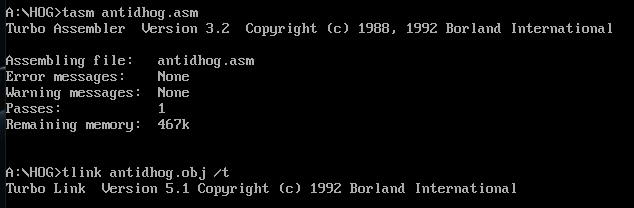 A:\HOG>tasm antidhog.asm
Turbo Assembler  Version 3.2  Copyright (c) 1988, 1992 Borland International
Assembling file:   antidhog.asm
Error messages:    None
Warning messages:  None
Passes:            1
Remaining memory:  467k
A:\HOG>tlink antidhog.obj /t
Turbo Link  Version 5.1 Copyright (c) 1992 Borland International